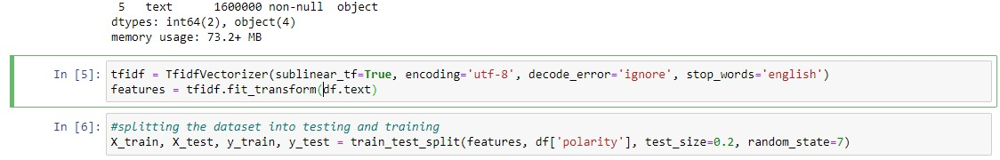 5 text 1600000 non-null object
dtypes: int64(2), object(4)
memory usage: 73.2+ MB
In [5]: tfidf = TfidfVectorizer(sublinear_tf=True, encoding='utf-8', decode_error='ignore', stop_words='english')
features = tfidf.fit_transform(df.text)
In [6]: #splitting the dataset into testing and training
X_train, X_test, y_train, y_test = train_test_split(features, df['polarity'], test_size=0.2, random_state=7)